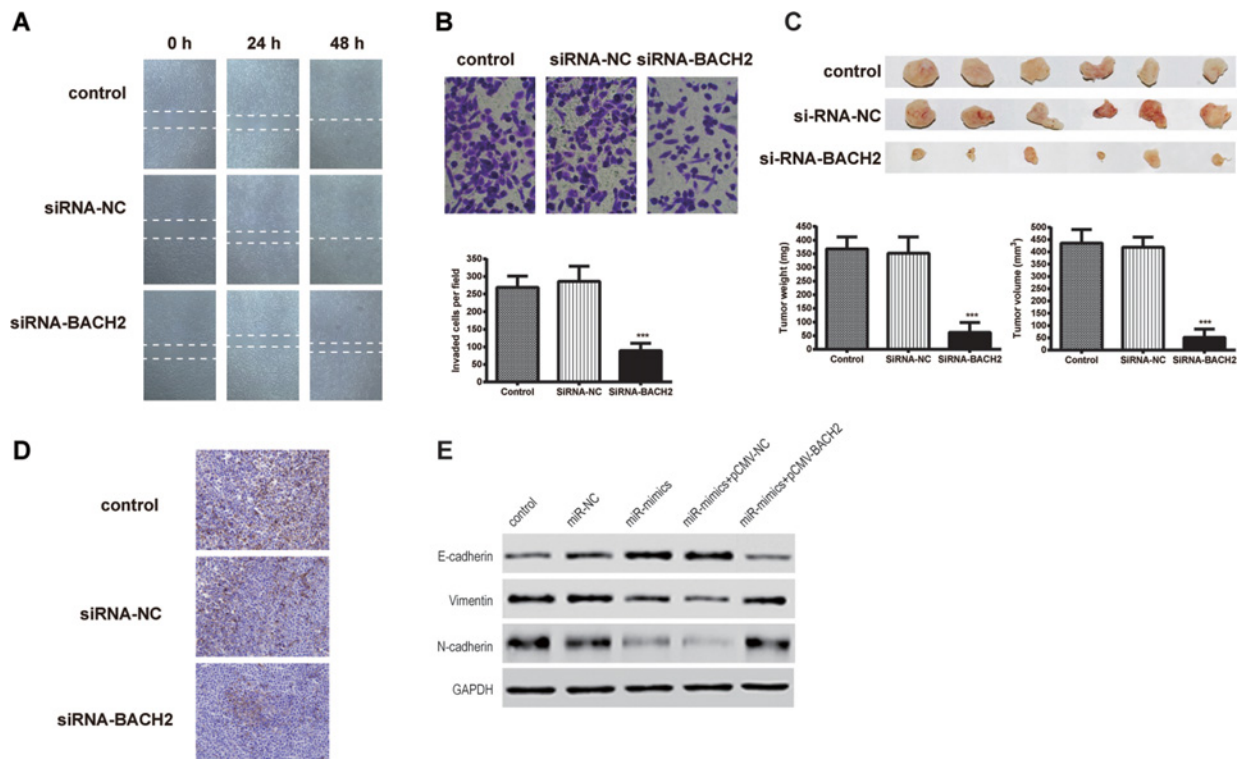 A
0 h 24 h 48 h
control
siRNA-NC
siRNA-BACH2
B
control siRNA-NC siRNA-BACH2
Invaded cells per field
350
300
250
200
150
100
50
0
***
Control SiRNA-NC SiRNA-BACH2
C
control
si-RNA-NC
si-RNA-BACH2
Tumor weight (mg)
450
400
350
300
250
200
150
100
50
0
***
Control SiRNA-NC SiRNA-BACH2
Tumor volume (mm³)
500
450
400
350
300
250
200
150
100
50
0
***
Control SiRNA-NC SiRNA-BACH2
D
control
siRNA-NC
siRNA-BACH2
E
control miR-NC miR-mimics miR-mimics+pCMV-NC miR-mimics+pCMV-BACH2
E-cadherin
Vimentin
N-cadherin
GAPDH